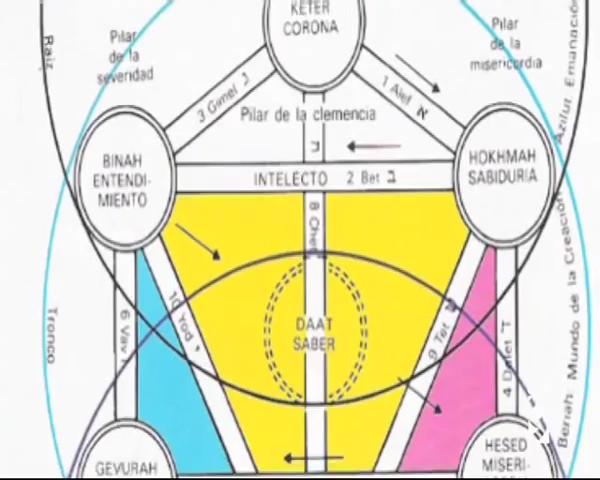 KETER
CORONA
Pilar
de la
severidad
Pilar
de la
misericordia
Raiz
3 Gimel ג
1 Alef א
Pilar de la clemencia
ח
BINAH
ENTENDI-
MIENTO
HOKHMAH
SABIDURIA
INTELECTO 2 Bet ב
8 Chet
DAAT
SABER
10 Yod י
9 Tet ט
6 Vav
4 Dalet
Tronco
Azilut Emanación
Beriah Mundo de la Creación
GEVURAH
HESED
MISERI-